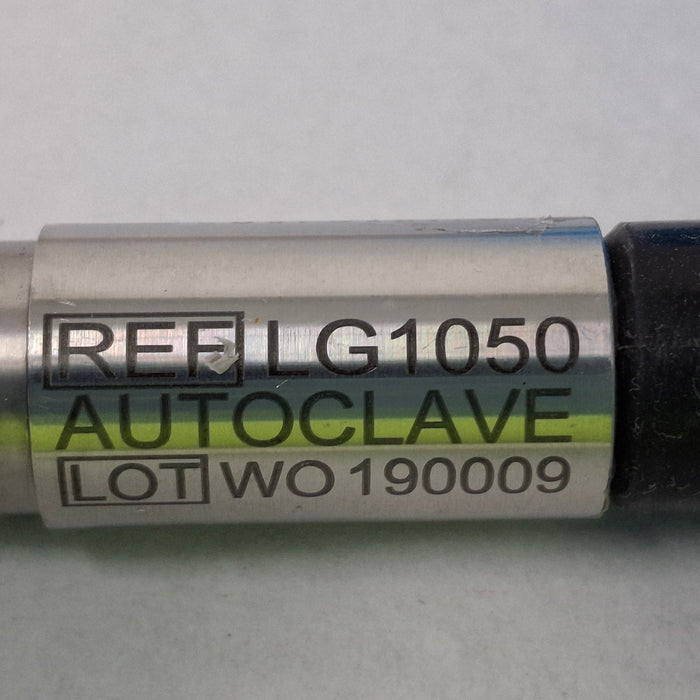 REF LG1050
AUTOCLAVE
LOT WO 190009